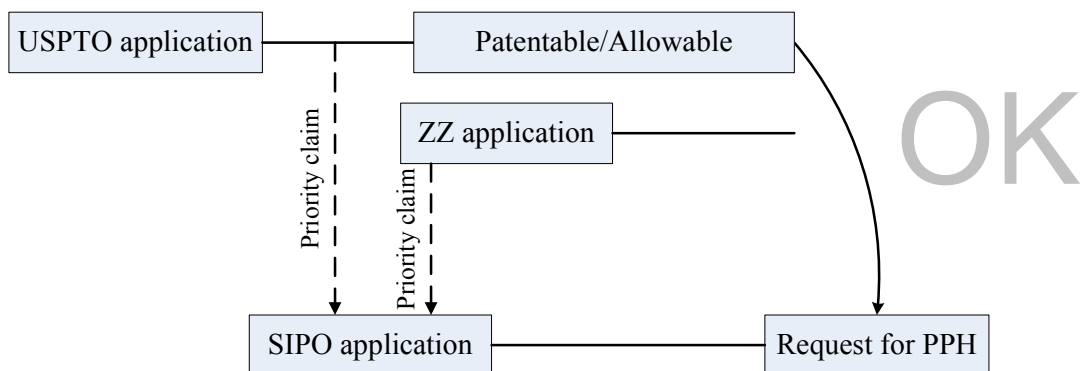 USPTO application
Patentable/Allowable
ZZ application
OK
Priority claim
Priority claim
SIPO application
Request for PPH